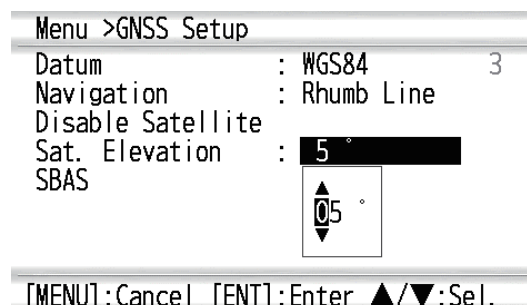 Menu >GNSS Setup
Datum : WGS84 3
Navigation : Rhumb Line
Disable Satellite
Sat. Elevation : 5 °
SBAS
05 °
[MENU]:Cancel [ENT]:Enter ▲/▼:Sel.